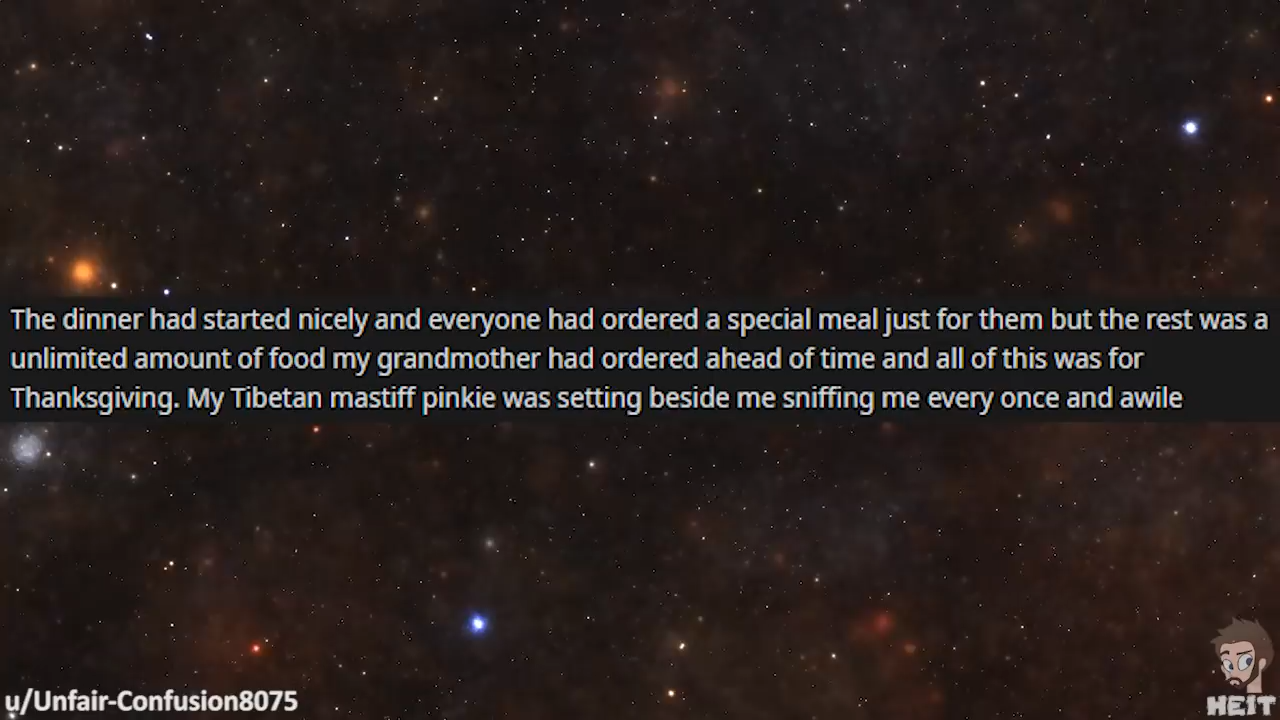 The dinner had started nicely and everyone had ordered a special meal just for them but the rest was a
unlimited amount of food my grandmother had ordered ahead of time and all of this was for
Thanksgiving. My Tibetan mastiff pinkie was setting beside me sniffing me every once and awile
u/Unfair-Confusion8075
HEIT